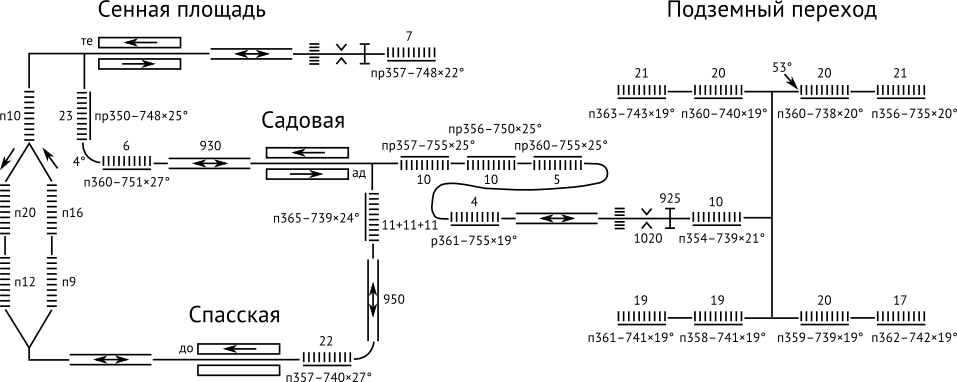 Сенная площадь
Подземный переход
те
7
пр357–748×22°
53°
21
20
20
21
п363–743×19°
п360–740×19°
п360–738×20°
п356–735×20°
п10
23
пр350–748×25°
Садовая
пр356–750×25°
пр357–755×25°
пр360–755×25°
4°
6
930
п360–751×27°
ад
10
10
5
п20
п16
п365–739×24°
11+11+11
4
р361–755×19°
925
1020
10
п354–739×21°
п12
п9
950
19
19
20
17
п361–741×19°
п358–741×19°
п359–739×19°
п362–742×19°
Спасская
до
22
п357–740×27°